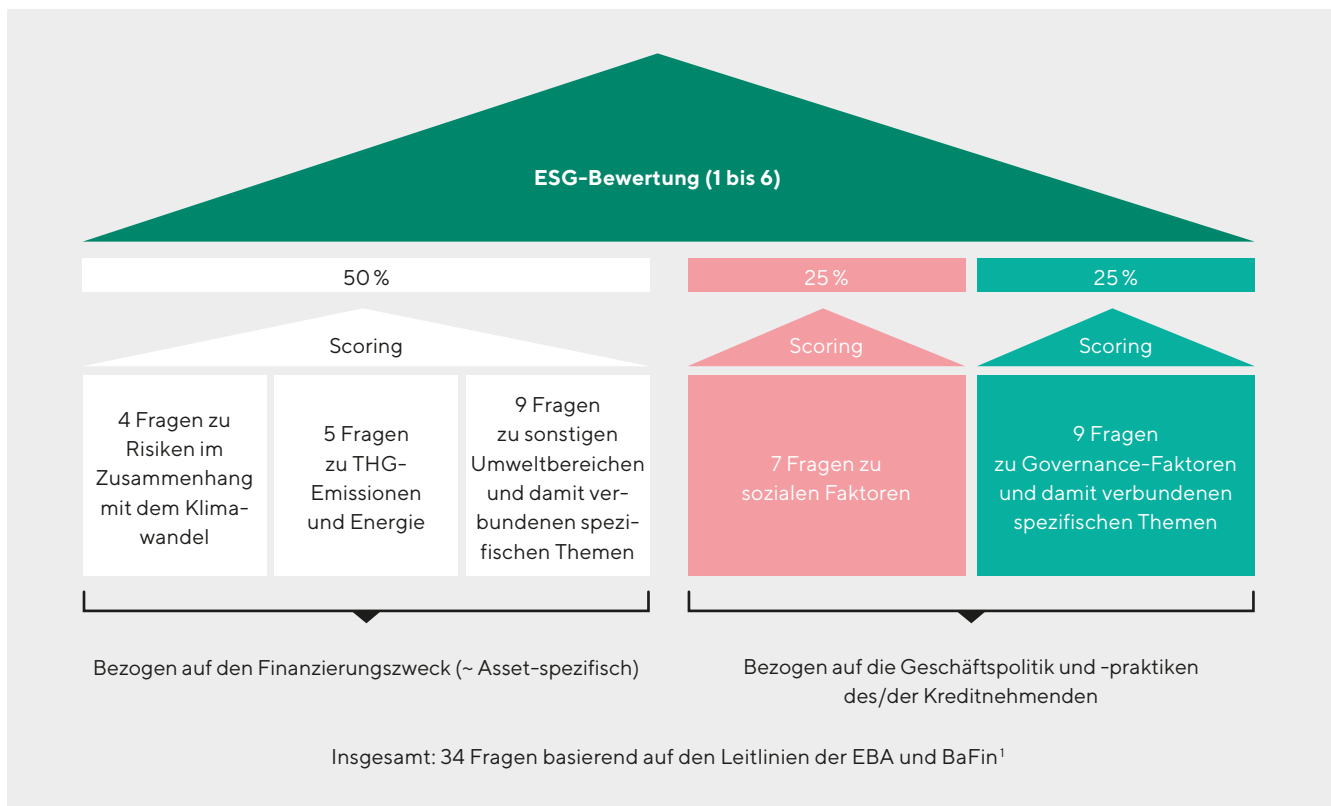 ESG-Bewertung (1 bis 6)
50 %
25 %
25 %
Scoring
Scoring
Scoring
4 Fragen zu
Risiken im
Zusammenhang
mit dem Klima-
wandel
5 Fragen
zu THG-
Emissionen
und Energie
9 Fragen
zu sonstigen
Umweltbereichen
und damit ver-
bundenen spezi-
fischen Themen
7 Fragen zu
sozialen Faktoren
9 Fragen
zu Governance-Faktoren
und damit verbundenen
spezifischen Themen
Bezogen auf den Finanzierungszweck (~ Asset-spezifisch)
Bezogen auf die Geschäftspolitik und -praktiken
des/der Kreditnehmenden
Insgesamt: 34 Fragen basierend auf den Leitlinien der EBA und BaFin¹